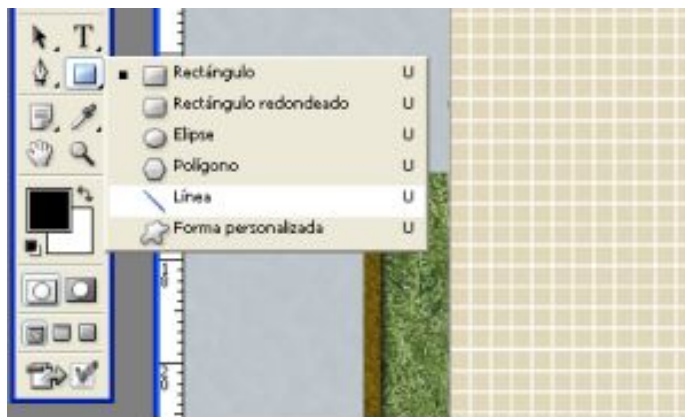 T
Rectángulo U
Rectángulo redondeado U
Elipse U
Polígono U
Línea U
Forma personalizada U